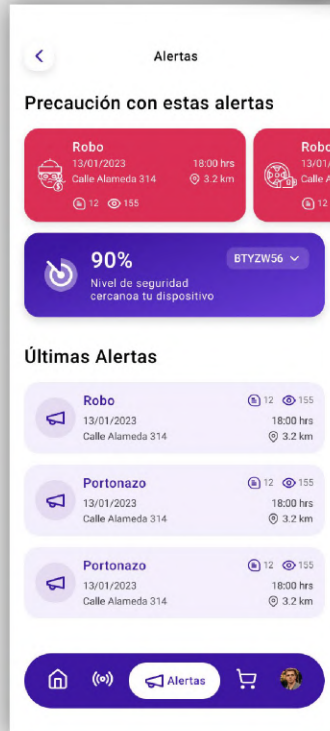 Alertas
Precaución con estas alertas
Robo
13/01/2023 18:00 hrs
Calle Alameda 314 3.2 km
12 155
Robo
13/01/
Calle A
12
90% BTYZW56
Nivel de seguridad
cercanoa tu dispositivo
Últimas Alertas
Robo 12 155
13/01/2023 18:00 hrs
Calle Alameda 314 3.2 km
Portonazo 12 155
13/01/2023 18:00 hrs
Calle Alameda 314 3.2 km
Portonazo 12 155
13/01/2023 18:00 hrs
Calle Alameda 314 3.2 km
Alertas